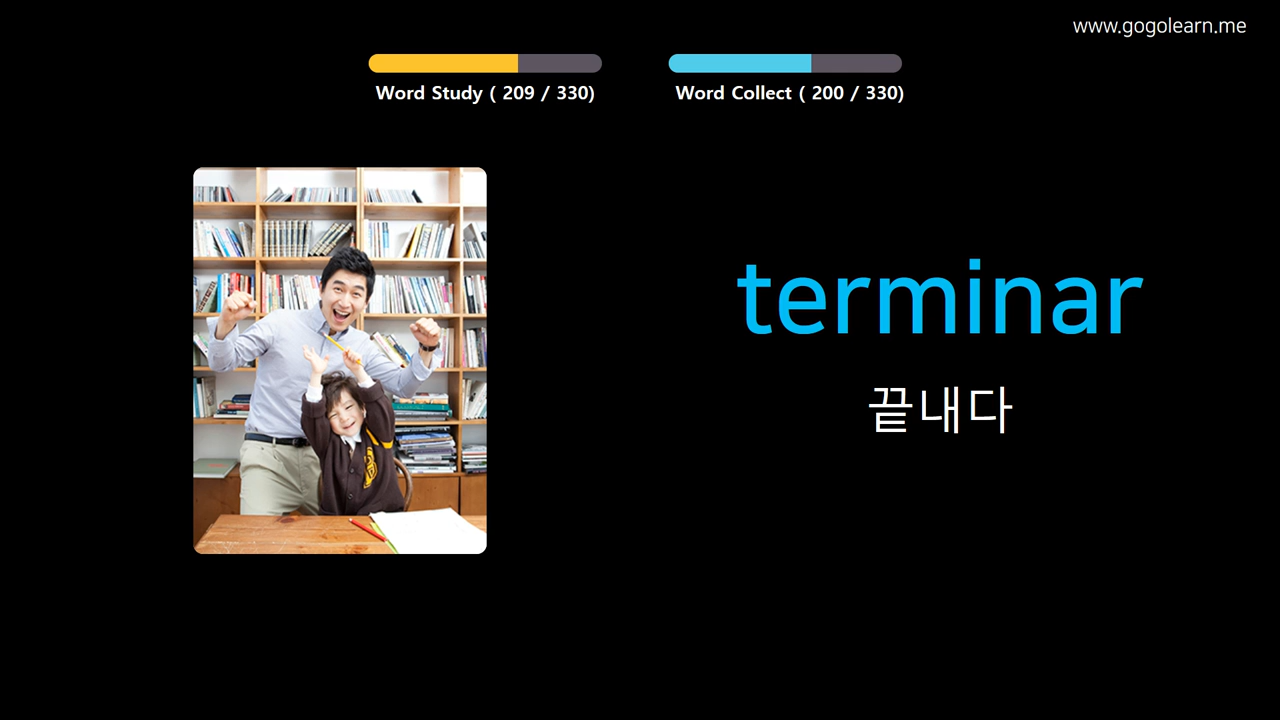 www.gogolearn.me
Word Study ( 209 / 330)
Word Collect ( 200 / 330)
terminar
끝내다